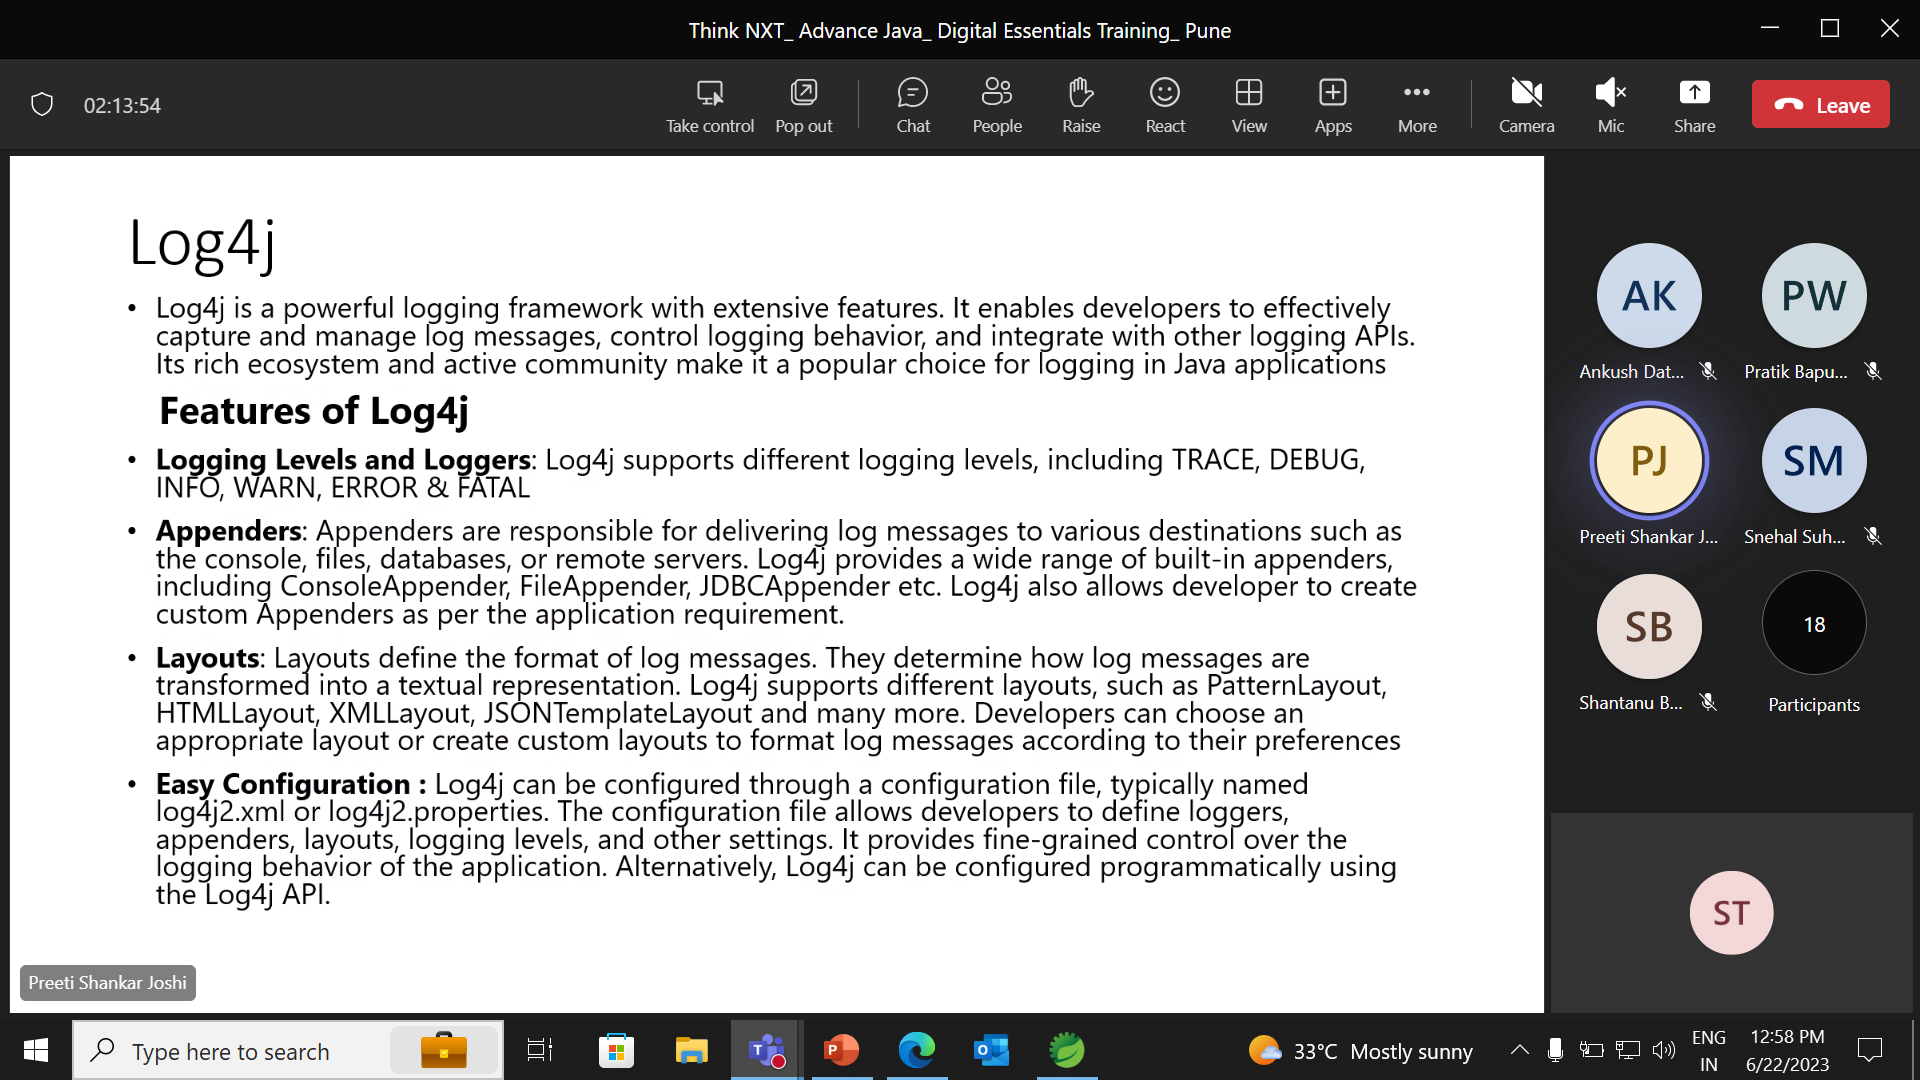 Think NXT_ Advance Java_ Digital Essentials Training_ Pune
02:13:54
Take control
Pop out
Chat
People
Raise
React
View
Apps
More
Camera
Mic
Share
Leave
Log4j
• Log4j is a powerful logging framework with extensive features. It enables developers to effectively
capture and manage log messages, control logging behavior, and integrate with other logging APIs.
Its rich ecosystem and active community make it a popular choice for logging in Java applications
Features of Log4j
• Logging Levels and Loggers: Log4j supports different logging levels, including TRACE, DEBUG,
INFO, WARN, ERROR & FATAL
• Appenders: Appenders are responsible for delivering log messages to various destinations such as
the console, files, databases, or remote servers. Log4j provides a wide range of built-in appenders,
including ConsoleAppender, FileAppender, JDBCAppender etc. Log4j also allows developer to create
custom Appenders as per the application requirement.
• Layouts: Layouts define the format of log messages. They determine how log messages are
transformed into a textual representation. Log4j supports different layouts, such as PatternLayout,
HTMLLayout, XMLLayout, JSONTemplateLayout and many more. Developers can choose an
appropriate layout or create custom layouts to format log messages according to their preferences
• Easy Configuration : Log4j can be configured through a configuration file, typically named
log4j2.xml or log4j2.properties. The configuration file allows developers to define loggers,
appenders, layouts, logging levels, and other settings. It provides fine-grained control over the
logging behavior of the application. Alternatively, Log4j can be configured programmatically using
the Log4j API.
Preeti Shankar Joshi
AK
Ankush Dat...
PW
Pratik Bapu...
PJ
Preeti Shankar J...
SM
Snehal Suh...
SB
Shantanu B...
18
Participants
ST
Type here to search
33°C Mostly sunny
ENG
IN
12:58 PM
6/22/2023